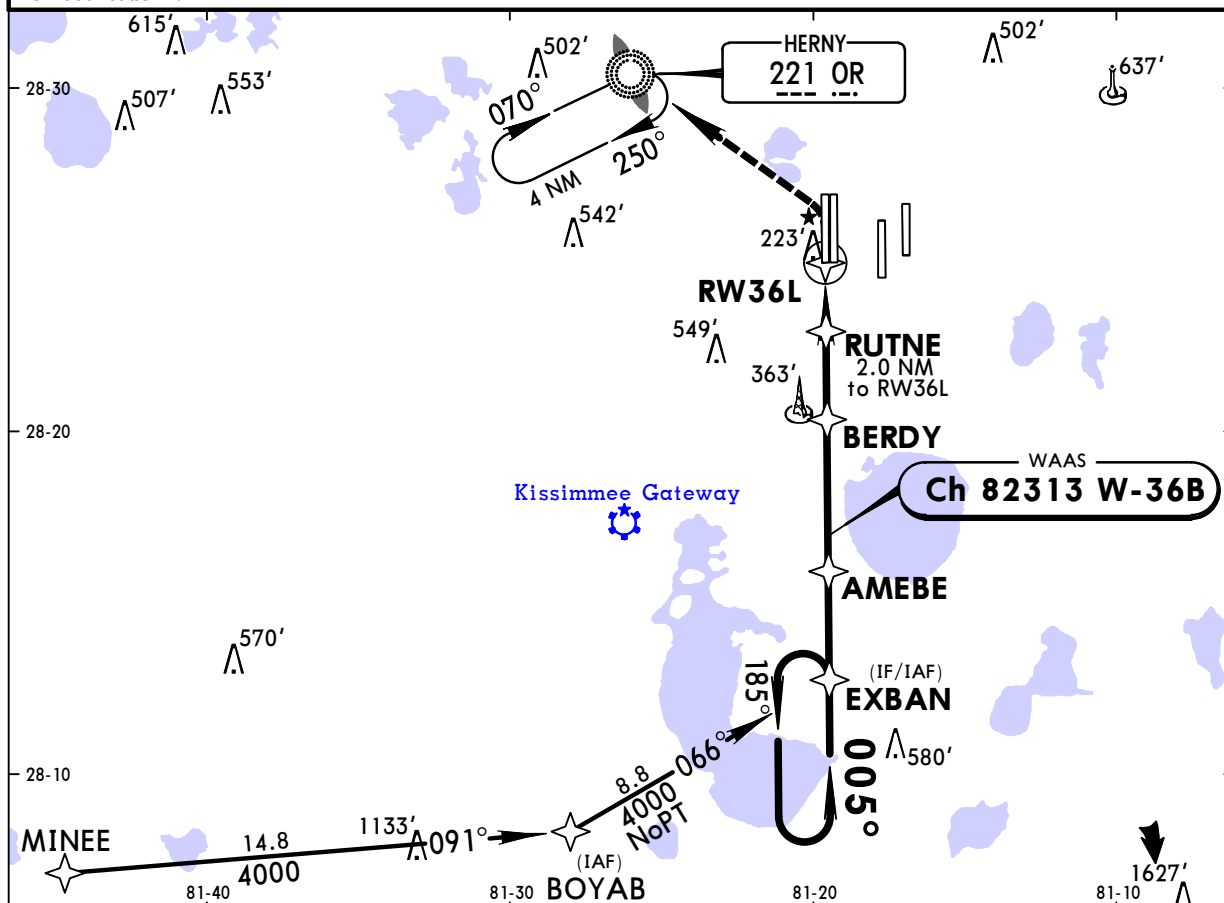 615'
553'
507'
502'
HERNY
221 OR
502'
637'
28-30
070°
250°
4 NM
542'
223'
RW36L
549'
RUTNE
2.0 NM
to RW36L
363'
28-20
BERDY
WAAS
Ch 82313 W-36B
Kissimmee Gateway
AMEBE
570'
185°
(IF/IAF)
EXBAN
580'
005°
066°
8.8
4000
NoPT
28-10
MINEE
14.8
4000
1133'
091°
(IAF)
BOYAB
1627'
81-40
81-30
81-20
81-10